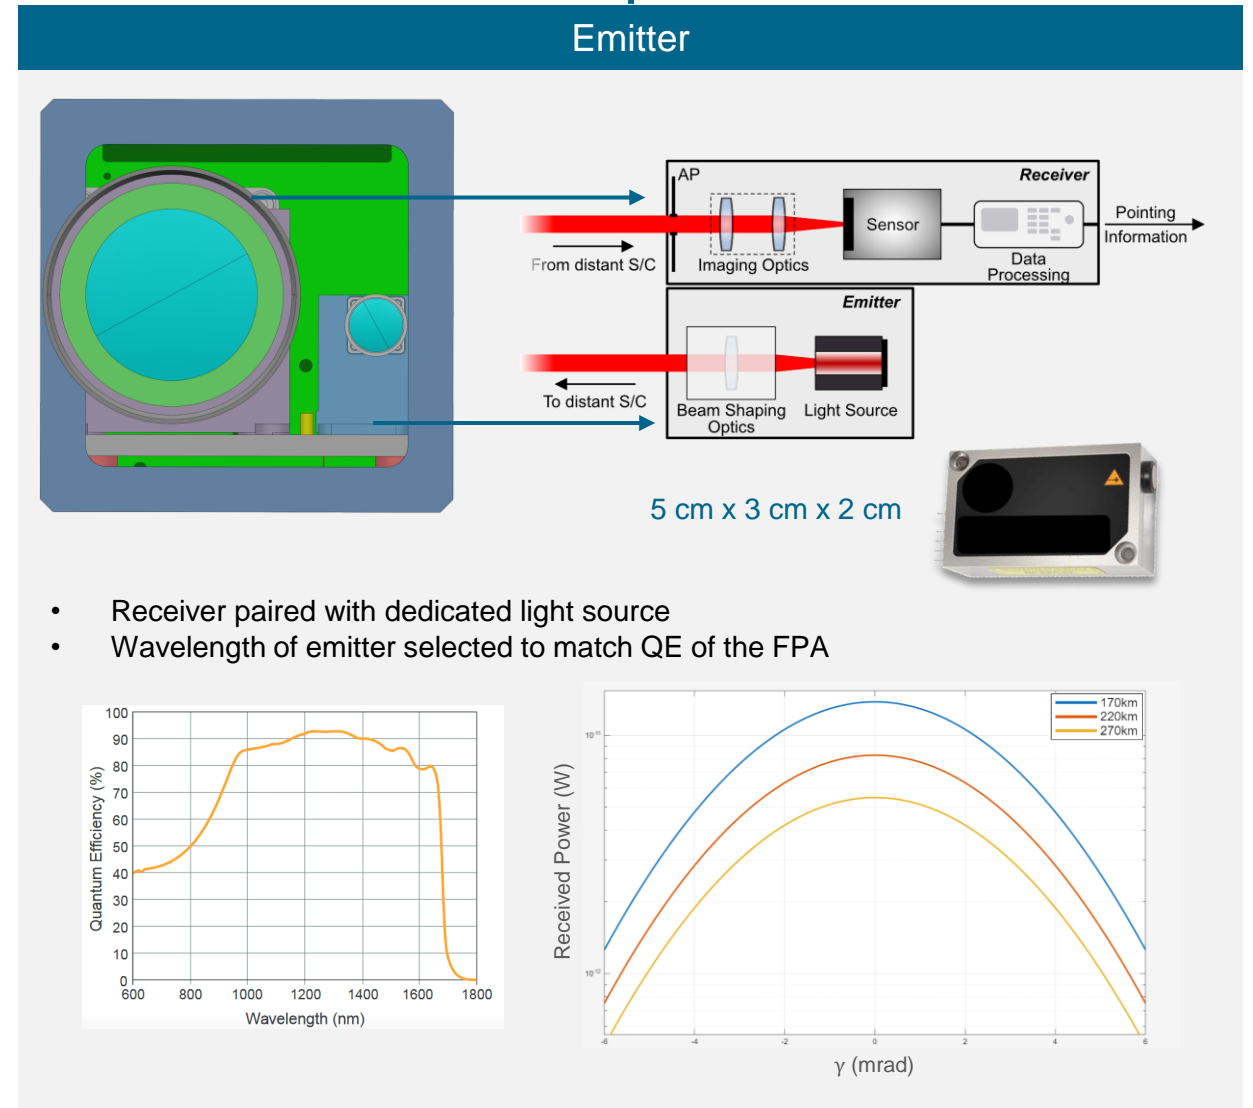 Emitter
AP
Receiver
Sensor
Pointing
Information
From distant S/C
Imaging Optics
Data
Processing
Emitter
To distant S/C
Beam Shaping
Optics
Light Source
5 cm x 3 cm x 2 cm
• Receiver paired with dedicated light source
• Wavelength of emitter selected to match QE of the FPA
100
90
80
70
60
50
40
30
20
10
0
600 800 1000 1200 1400 1600 1800
Quantum Efficiency (%)
Wavelength (nm)
170km
220km
270km
10⁻¹¹
10⁻¹²
-6 -4 -2 0 2 4 6
Received Power (W)
γ (mrad)